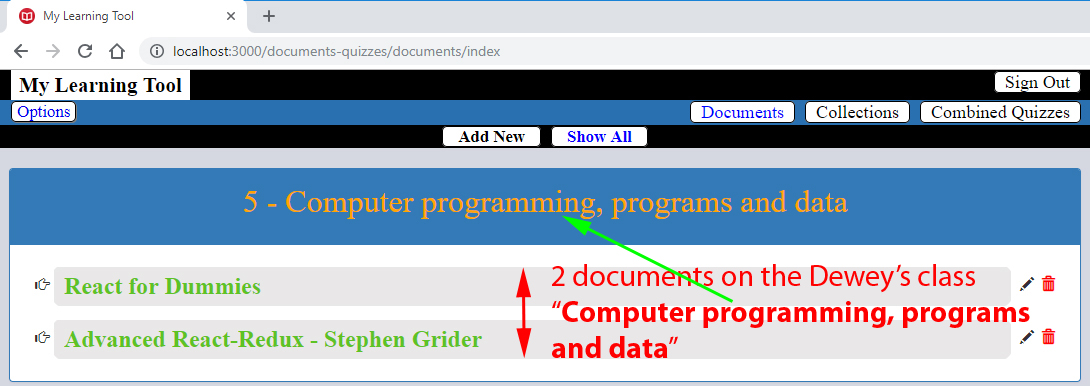 My Learning Tool
localhost:3000/documents-quizzes/documents/index
My Learning Tool
Sign Out
Options
Documents
Collections
Combined Quizzes
Add New
Show All
5 - Computer programming, programs and data
React for Dummies
2 documents on the Dewey’s class
“Computer programming, programs
and data”
Advanced React-Redux - Stephen Grider